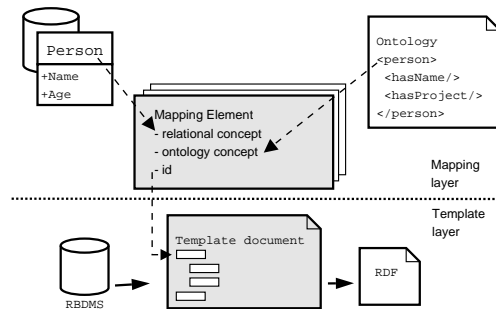 Person
+Name
+Age
Ontology
<person>
<hasName/>
<hasProject/>
</person>
Mapping Element
- relational concept
- ontology concept
- id
Mapping
layer
Template
layer
Template document
RBDMS
RDF